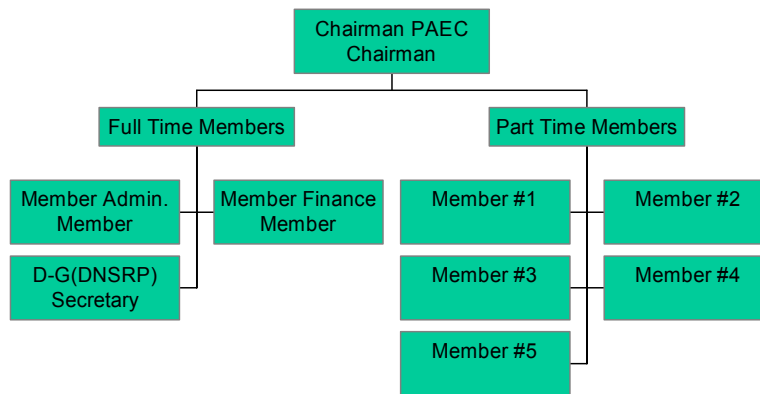 Chairman PAEC
Chairman
Full Time Members
Part Time Members
Member Admin.
Member
Member Finance
Member
Member #1
Member #2
D-G(DNSRP)
Secretary
Member #3
Member #4
Member #5